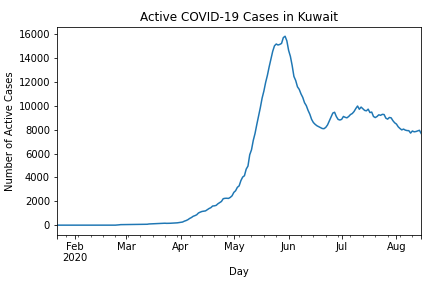 Active COVID-19 Cases in Kuwait
16000
14000
12000
10000
8000
6000
4000
2000
0
Number of Active Cases
Feb
2020
Mar
Apr
May
Jun
Jul
Aug
Day